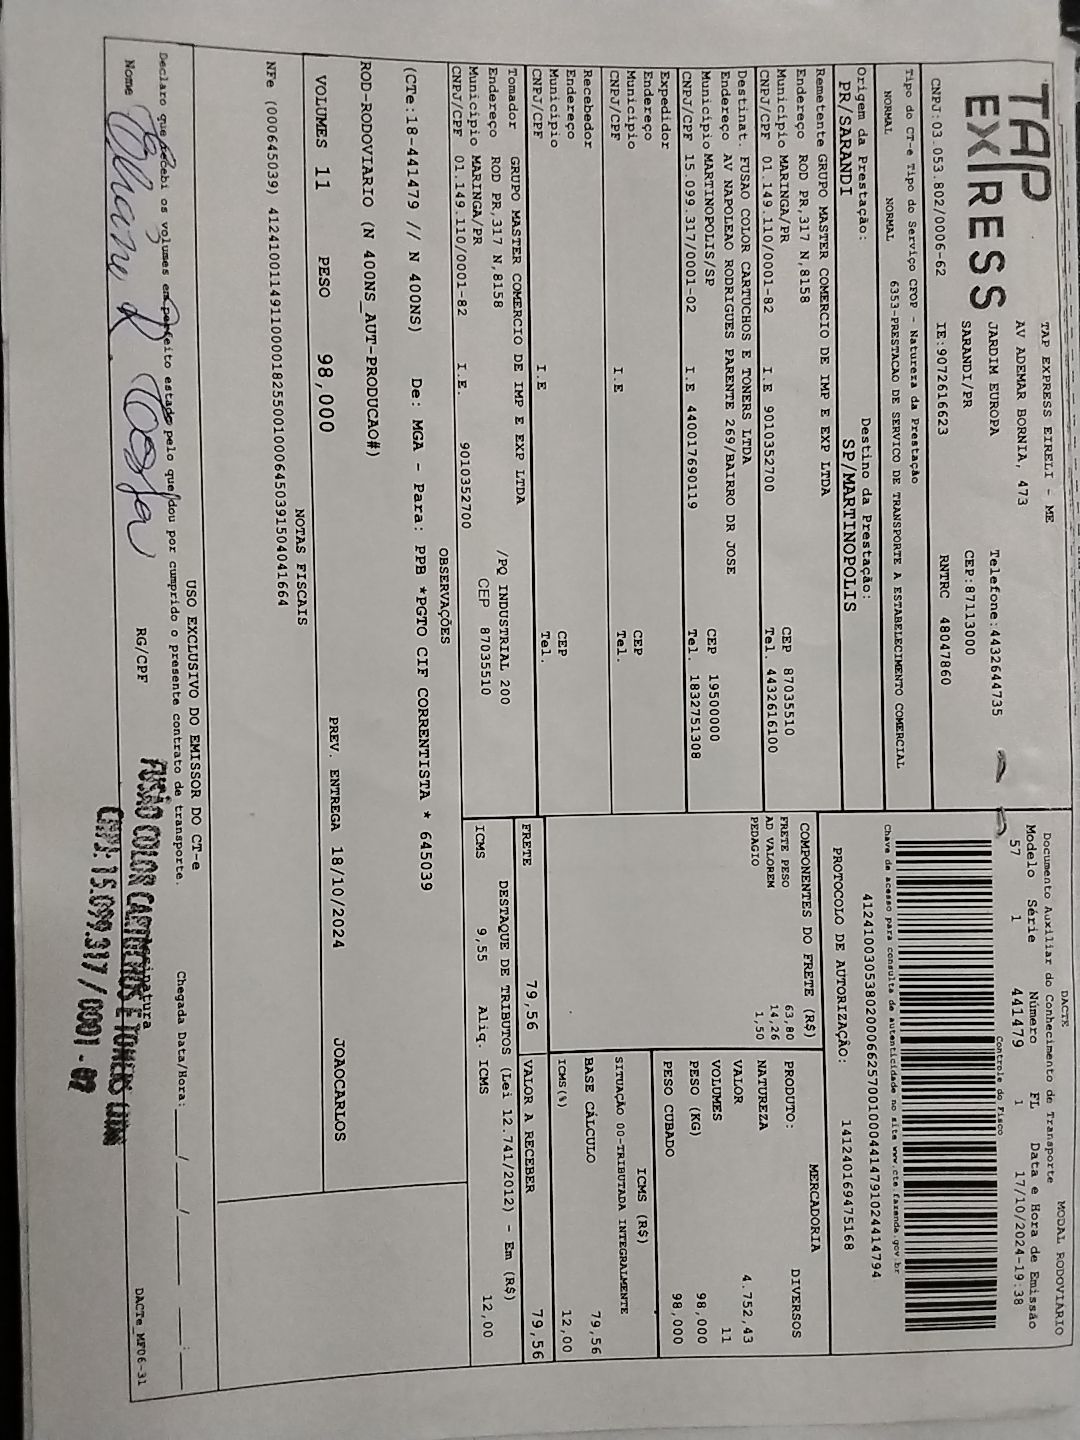 TAP EXPRESS
TAP EXPRESS EIRELI - ME
AV ADEMAR BORNIA, 473
JARDIM EUROPA Telefone:4432644735
SARANDI/PR CEP:87113000
CNPJ:03.053.802/0006-62 IE:9072616623 RNTRC 48047860
DACTE MODAL RODOVIÁRIO
Documento Auxiliar do Conhecimento de Transporte
Modelo Série Número FL Data e Hora de Emissão
57 1 441479 1 17/10/2024-19:38
Controle do Fisco
Chave de acesso para consulta de autenticidade no site www.cte.fazenda.gov.br
41241003053802000662570010004414791024414794
PROTOCOLO DE AUTORIZAÇÃO: 141240169475168
Tipo do CT-e Tipo do Serviço CFOP - Natureza da Prestação
NORMAL NORMAL 6353-PRESTACAO DE SERVICO DE TRANSPORTE A ESTABELECIMENTO COMERCIAL
Origem da Prestação: Destino da Prestação:
PR/SARANDI SP/MARTINOPOLIS
Remetente GRUPO MASTER COMERCIO DE IMP E EXP LTDA
Endereço ROD PR,317 N,8158
Município MARINGA/PR CEP 87035510
CNPJ/CPF 01.149.110/0001-82 I.E 9010352700 Tel. 4432616100
Destinat. FUSAO COLOR CARTUCHOS E TONERS LTDA
Endereço AV NAPOLEAO RODRIGUES PARENTE 269/BAIRRO DR JOSE
Município MARTINOPOLIS/SP CEP 19500000
CNPJ/CPF 15.099.317/0001-02 I.E 440017690119 Tel. 1832751308
Expedidor
Endereço
Município CEP
CNPJ/CPF I.E Tel.
Recebedor
Endereço
Município CEP
CNPJ/CPF I.E Tel.
Tomador GRUPO MASTER COMERCIO DE IMP E EXP LTDA
Endereço ROD PR,317 N,8158 /PQ INDUSTRIAL 200
Município MARINGA/PR CEP 87035510
CNPJ/CPF 01.149.110/0001-82 I.E. 9010352700
COMPONENTES DO FRETE (R$)
FRETE PESO 63,80
AD VALOREM 14,26
PEDAGIO 1,50
FRETE 79,56
MERCADORIA
PRODUTO: DIVERSOS
NATUREZA
VALOR 4.752,43
VOLUMES 11
PESO (KG) 98,000
PESO CUBADO 98,000
ICMS (R$)
SITUAÇÃO 00-TRIBUTADA INTEGRALMENTE
BASE CÁLCULO 79,56
ICMS(%) 12,00
VALOR A RECEBER 79,56
DESTAQUE DE TRIBUTOS (Lei 12.741/2012) - Em (R$)
ICMS 9,55 Aliq. ICMS 12,00
OBSERVAÇÕES
(CTe:18-441479 // N 400NS) De: MGA - Para: PPB *PGTO CIF CORRENTISTA * 645039
ROD-RODOVIARIO (N 400NS_AUT-PRODUCAO#)
VOLUMES 11 PESO 98,000 PREV. ENTREGA 18/10/2024 JOAOCARLOS
NOTAS FISCAIS
NFe (000645039) 41241001149110000182550010006450391504041664
USO EXCLUSIVO DO EMISSOR DO CT-e
Declaro que recebi os volumes em perfeito estado pelo que dou por cumprido o presente contrato de transporte. Chegada Data/Hora: __/__/____ __:__
Nome RG/CPF Assinatura
FUSÃO COLOR CARTUCHOS E TONERS LTDA
CNPJ: 15.099.317 / 0001 - 02
DACTe_MF06-31